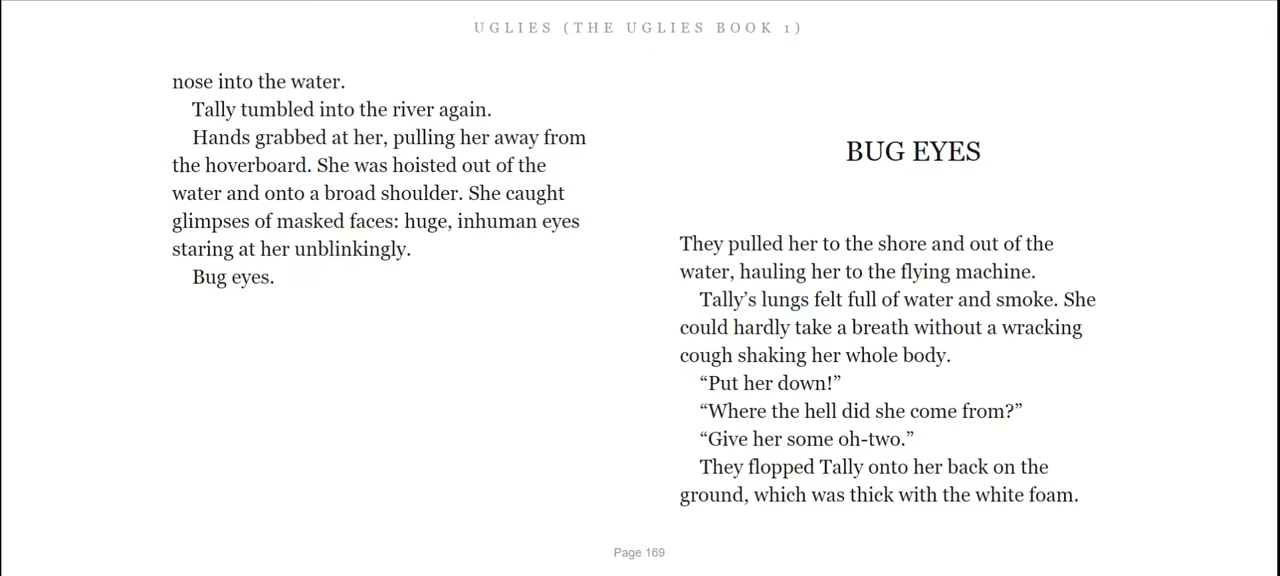 UGLIES (THE UGLIES BOOK 1)
nose into the water.
Tally tumbled into the river again.
Hands grabbed at her, pulling her away from
the hoverboard. She was hoisted out of the
water and onto a broad shoulder. She caught
glimpses of masked faces: huge, inhuman eyes
staring at her unblinkingly.
Bug eyes.
BUG EYES
They pulled her to the shore and out of the
water, hauling her to the flying machine.
Tally’s lungs felt full of water and smoke. She
could hardly take a breath without a wracking
cough shaking her whole body.
“Put her down!”
“Where the hell did she come from?”
“Give her some oh-two.”
They flopped Tally onto her back on the
ground, which was thick with the white foam.
Page 169